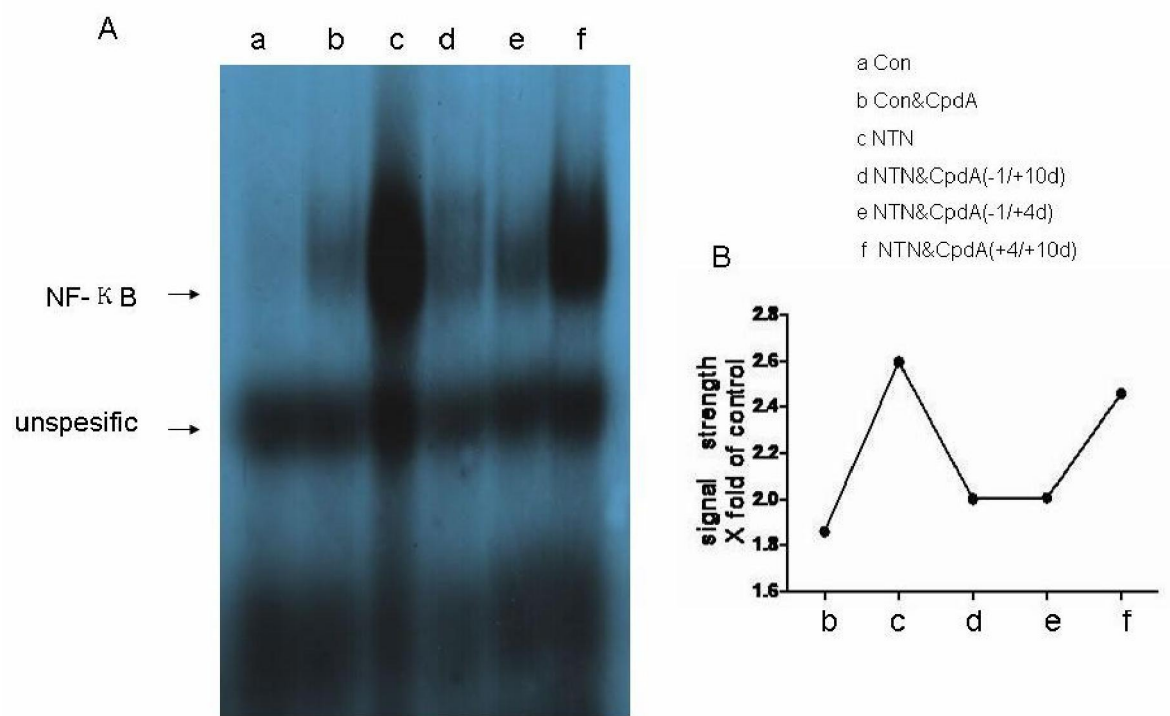 A
a b c d e f
NF-κB
unspesific
a Con
b Con&CpdA
c NTN
d NTN&CpdA(-1/+10d)
e NTN&CpdA(-1/+4d)
f NTN&CpdA(+4/+10d)
B
signal strength
X fold of control
2.8
2.6
2.4
2.2
2.0
1.8
1.6
b c d e f